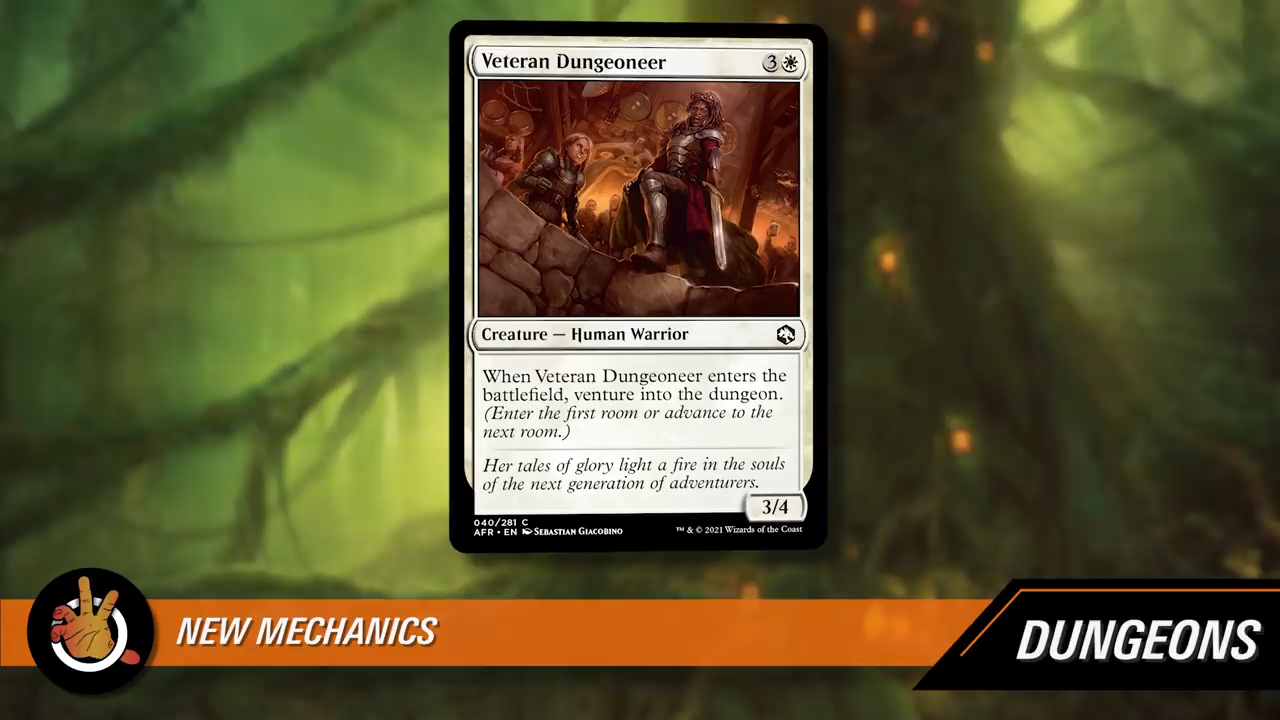 Veteran Dungeoneer 3
Creature — Human Warrior
When Veteran Dungeoneer enters the
battlefield, venture into the dungeon.
(Enter the first room or advance to the
next room.)
Her tales of glory light a fire in the souls
of the next generation of adventurers.
3/4
040/281 C
AFR • EN Sebastian Giacobino
™ & © 2021 Wizards of the Coast
NEW MECHANICS
DUNGEONS